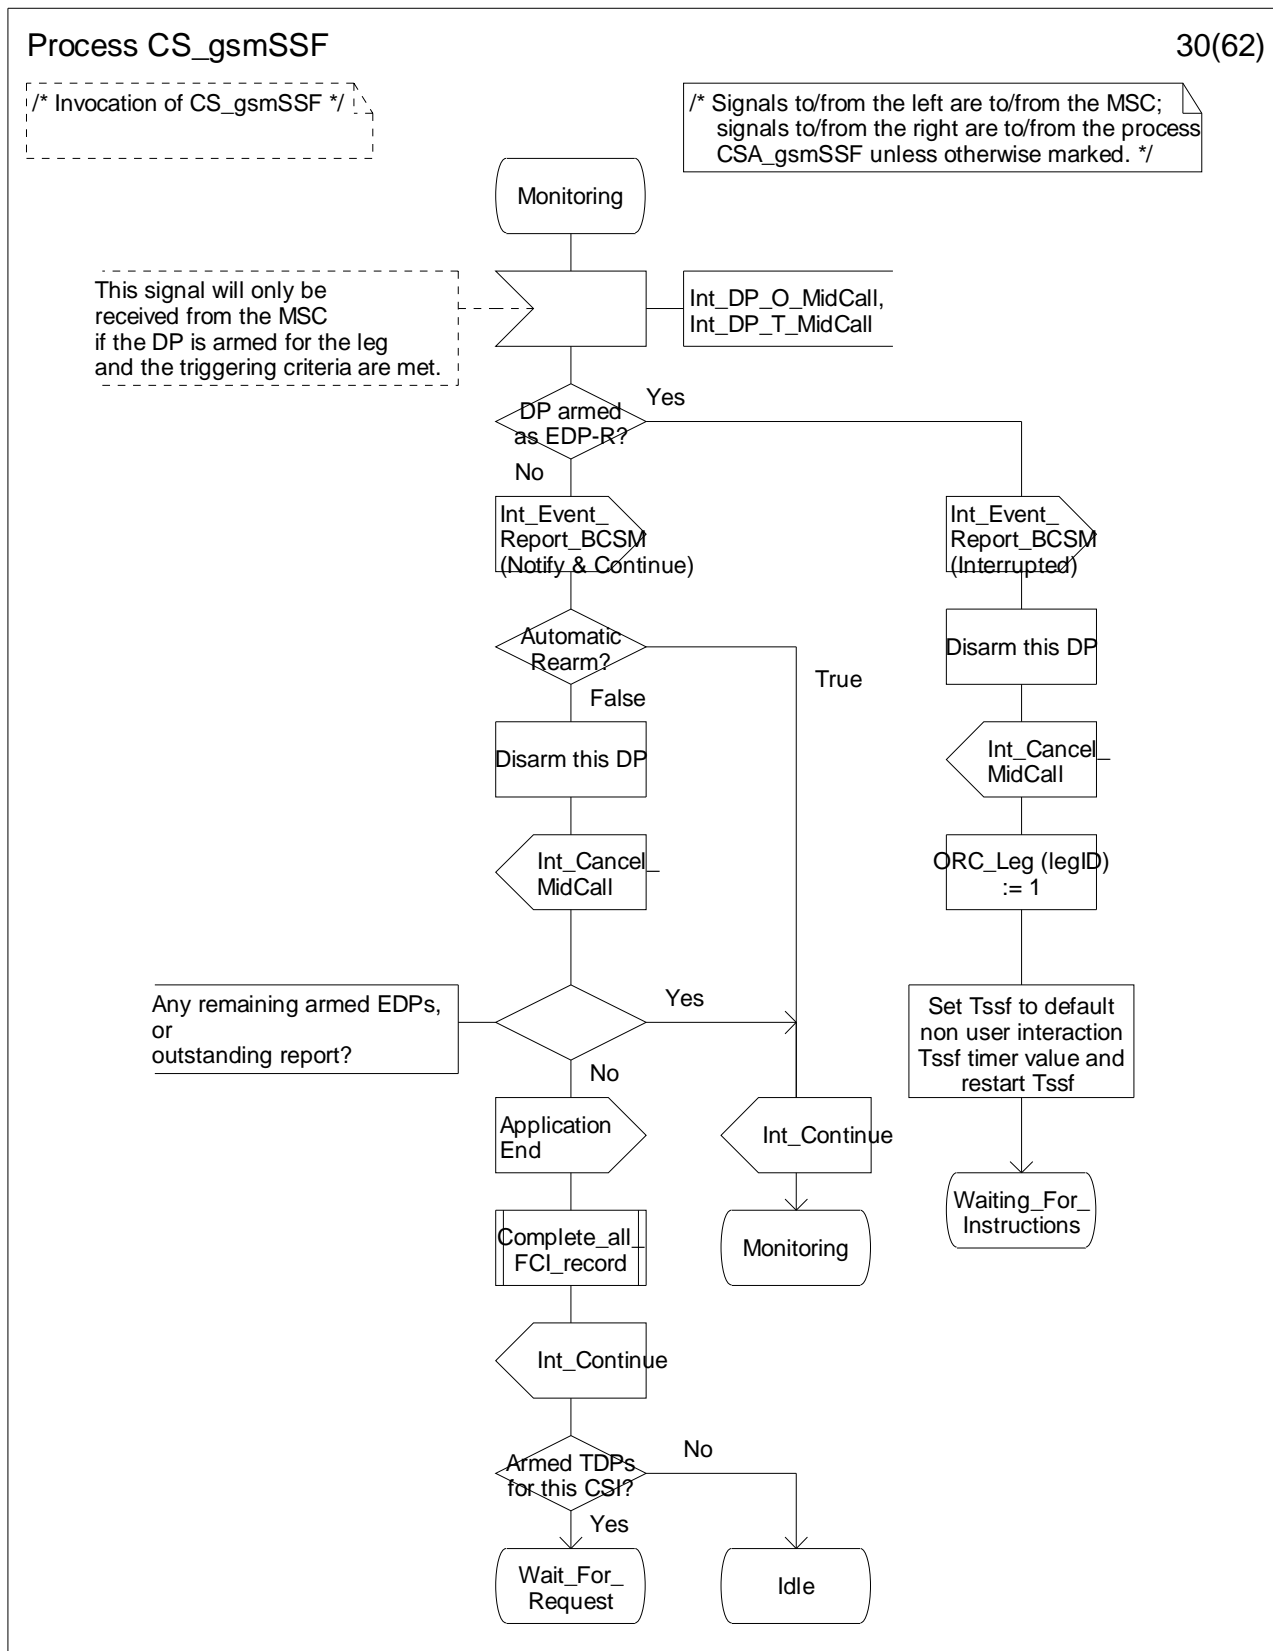 Process CS_gsmSSF
30(62)
/* Invocation of CS_gsmSSF */
/* Signals to/from the left are to/from the MSC;
signals to/from the right are to/from the process
CSA_gsmSSF unless otherwise marked. */
Monitoring
This signal will only be
received from the MSC
if the DP is armed for the leg
and the triggering criteria are met.
Int_DP_O_MidCall,
Int_DP_T_MidCall
DP armed
as EDP-R?
Yes
No
Int_Event_
Report_BCSM
(Notify & Continue)
Int_Event_
Report_BCSM
(Interrupted)
Automatic
Rearm?
True
False
Disarm this DP
Disarm this DP
Int_Cancel_
MidCall
Int_Cancel_
MidCall
ORC_Leg (legID)
:= 1
Any remaining armed EDPs,
or
outstanding report?
Yes
No
Set Tssf to default
non user interaction
Tssf timer value and
restart Tssf
Application
End
Int_Continue
Waiting_For_
Instructions
Complete_all_
FCI_record
Monitoring
Int_Continue
Armed TDPs
for this CSI?
No
Yes
Wait_For_
Request
Idle